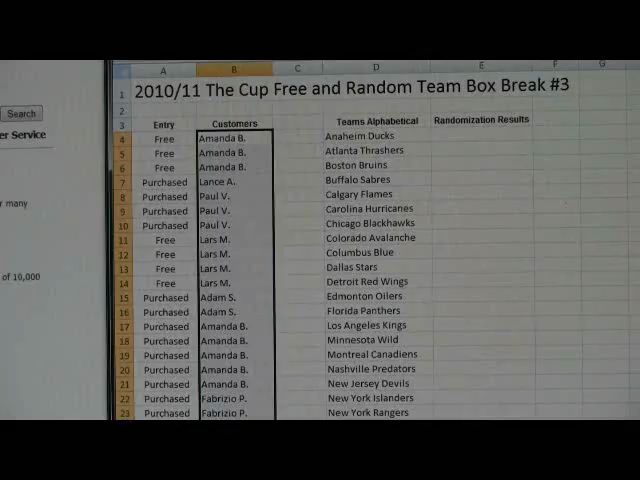 Search
er Service
r many
of 10,000
A B C D E F G
1 2010/11 The Cup Free and Random Team Box Break #3
2
3 Entry Customers Teams Alphabetical Randomization Results
4 Free Amanda B. Anaheim Ducks
5 Free Amanda B. Atlanta Thrashers
6 Free Amanda B. Boston Bruins
7 Purchased Lance A. Buffalo Sabres
8 Purchased Paul V. Calgary Flames
9 Purchased Paul V. Carolina Hurricanes
10 Purchased Paul V. Chicago Blackhawks
11 Free Lars M. Colorado Avalanche
12 Free Lars M. Columbus Blue
13 Free Lars M. Dallas Stars
14 Free Lars M. Detroit Red Wings
15 Purchased Adam S. Edmonton Oilers
16 Purchased Adam S. Florida Panthers
17 Purchased Amanda B. Los Angeles Kings
18 Purchased Amanda B. Minnesota Wild
19 Purchased Amanda B. Montreal Canadiens
20 Purchased Amanda B. Nashville Predators
21 Purchased Amanda B. New Jersey Devils
22 Purchased Fabrizio P. New York Islanders
23 Purchased Fabrizio P. New York Rangers